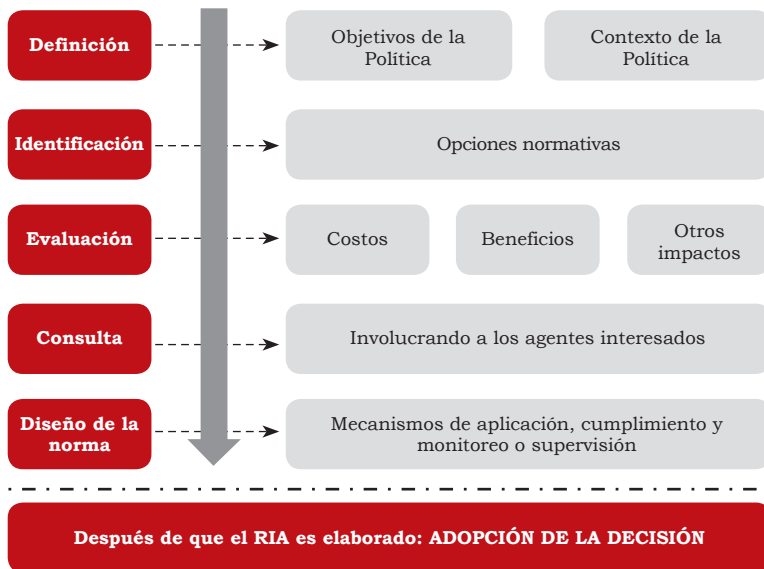 Definición
Objetivos de la
Política
Contexto de la
Política
Identificación
Opciones normativas
Evaluación
Costos
Beneficios
Otros
impactos
Consulta
Involucrando a los agentes interesados
Diseño de la
norma
Mecanismos de aplicación, cumplimiento y
monitoreo o supervisión
Después de que el RIA es elaborado: ADOPCIÓN DE LA DECISIÓN